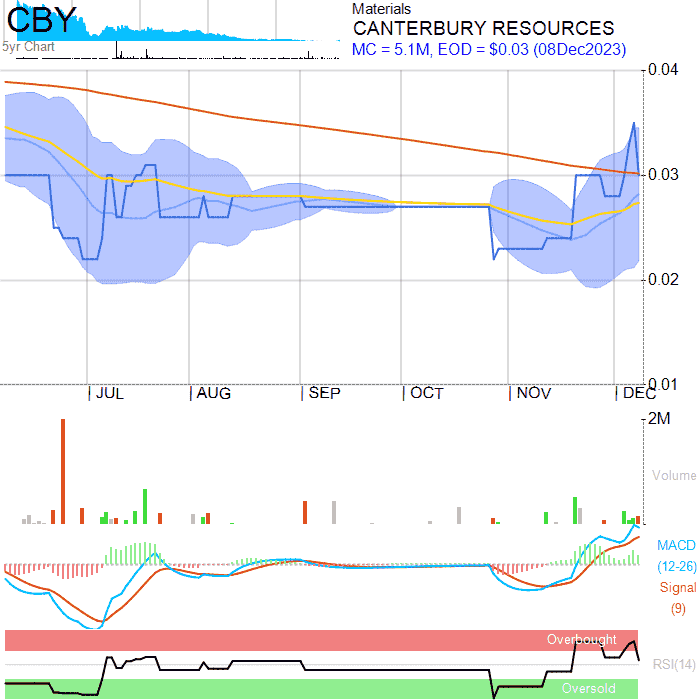 CBY
5yr Chart
Materials
CANTERBURY RESOURCES
MC = 5.1M, EOD = $0.03 (08Dec2023)
0.04
0.03
0.02
0.01
JUL AUG SEP OCT NOV DEC
2M
Volume
MACD
(12-26)
Signal
(9)
Overbought
RSI(14)
Oversold